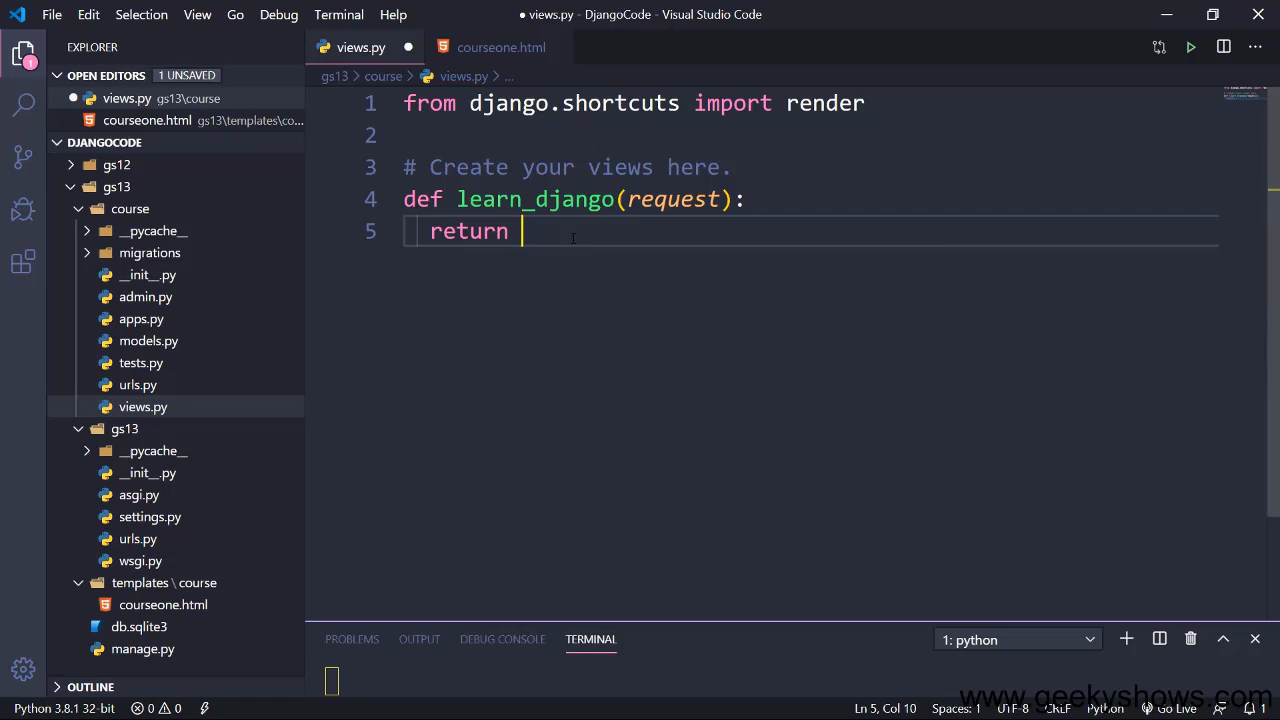 File Edit Selection View Go Debug Terminal Help
● views.py - DjangoCode - Visual Studio Code
EXPLORER
OPEN EDITORS 1 UNSAVED
views.py gs13\course
courseone.html gs13\templates\co...
DJANGOCODE
gs12
gs13
course
__pycache__
migrations
__init__.py
admin.py
apps.py
models.py
tests.py
urls.py
views.py
gs13
__pycache__
__init__.py
asgi.py
settings.py
urls.py
wsgi.py
templates \ course
courseone.html
db.sqlite3
manage.py
OUTLINE
1
views.py
courseone.html
gs13 > course > views.py > ...
1 from django.shortcuts import render
2
3 # Create your views here.
4 def learn_django(request):
5 return
PROBLEMS OUTPUT DEBUG CONSOLE TERMINAL
1: python
www.geekyshows.com
Python 3.8.1 32-bit 0 0
Ln 5, Col 10 Spaces: 1 UTF-8 CRLF Python Go Live 1